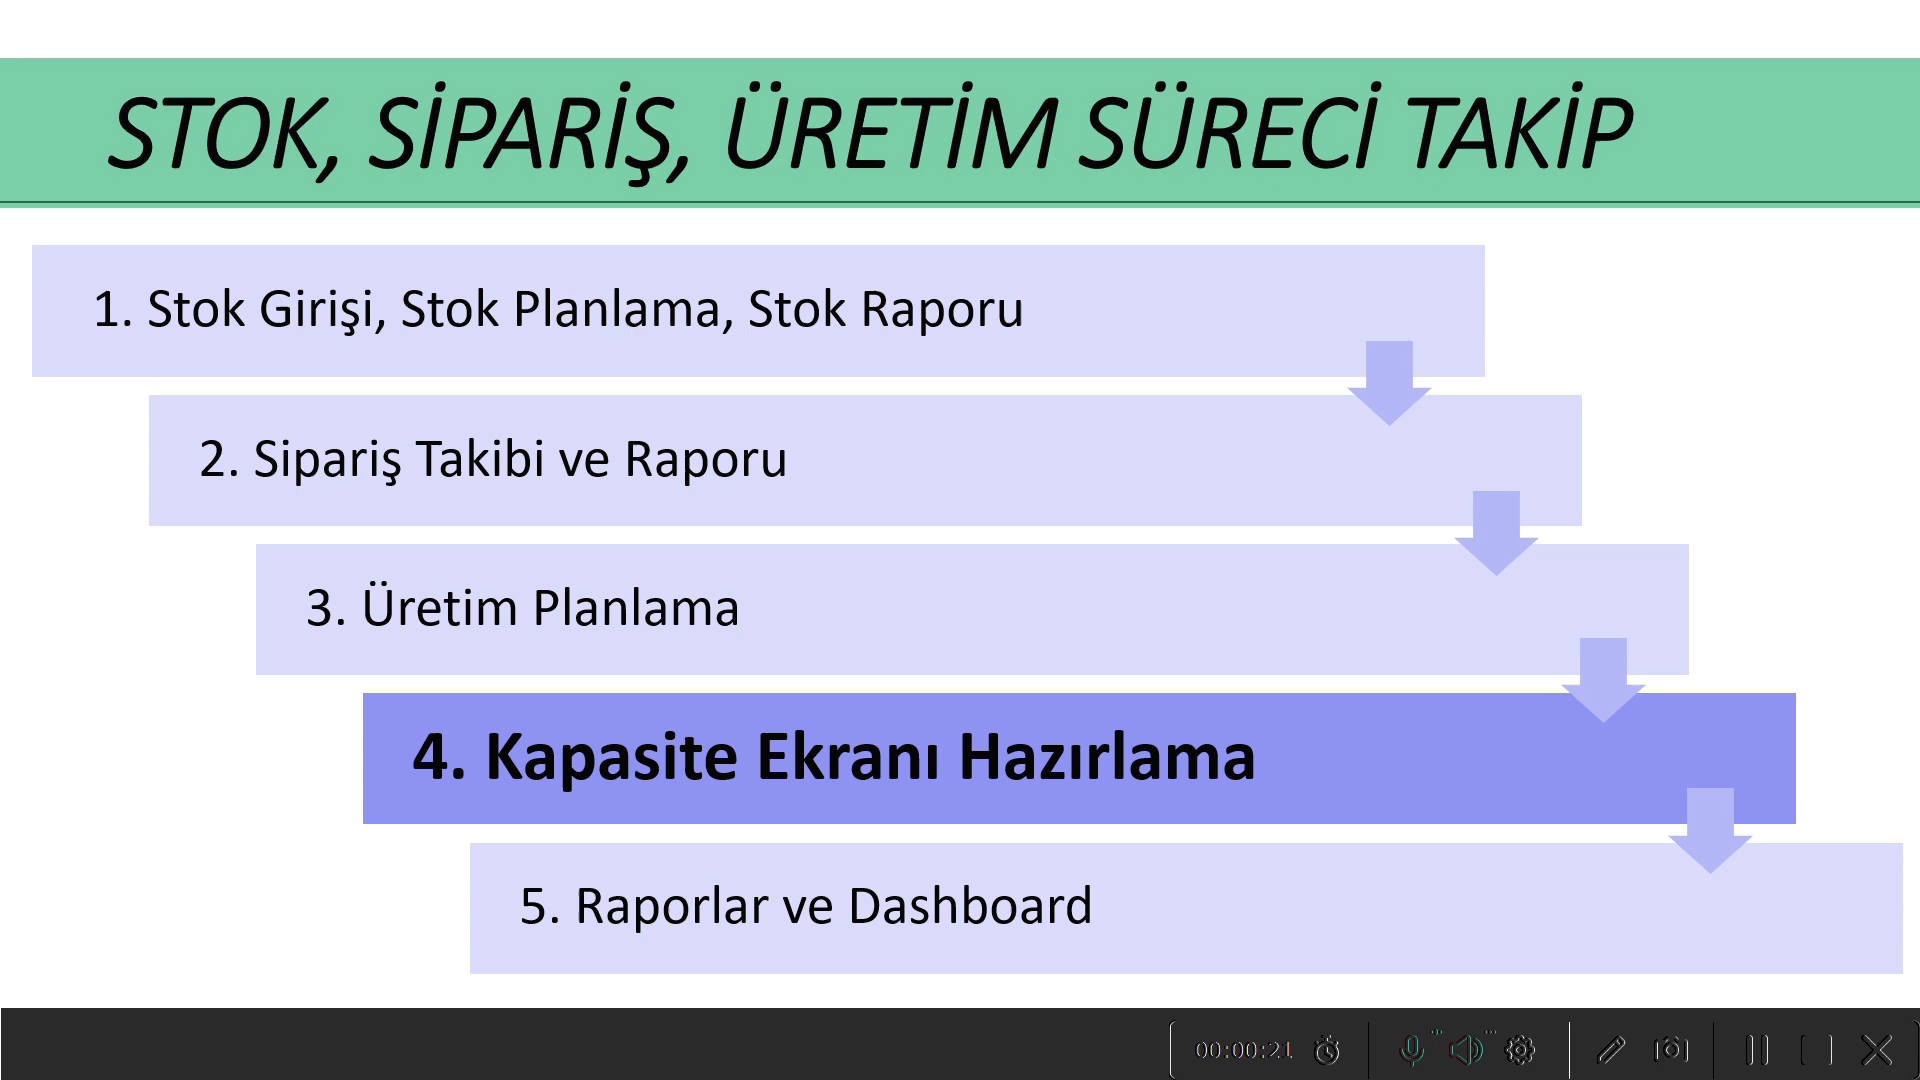 STOK, SİPARİŞ, ÜRETİM SÜRECİ TAKİP
1. Stok Girişi, Stok Planlama, Stok Raporu
2. Sipariş Takibi ve Raporu
3. Üretim Planlama
4. Kapasite Ekranı Hazırlama
5. Raporlar ve Dashboard
00:00:21